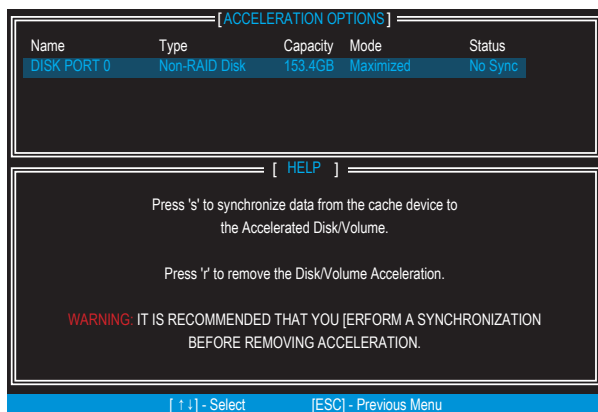 [ACCELERATION OPTIONS]
Name Type Capacity Mode Status
DISK PORT 0 Non-RAID Disk 153.4GB Maximized No Sync
[ HELP ]
Press 's' to synchronize data from the cache device to
the Accelerated Disk/Volume.
Press 'r' to remove the Disk/Volume Acceleration.
WARNING: IT IS RECOMMENDED THAT YOU [ERFORM A SYNCHRONIZATION
BEFORE REMOVING ACCELERATION.
[ ↑↓] - Select [ESC] - Previous Menu